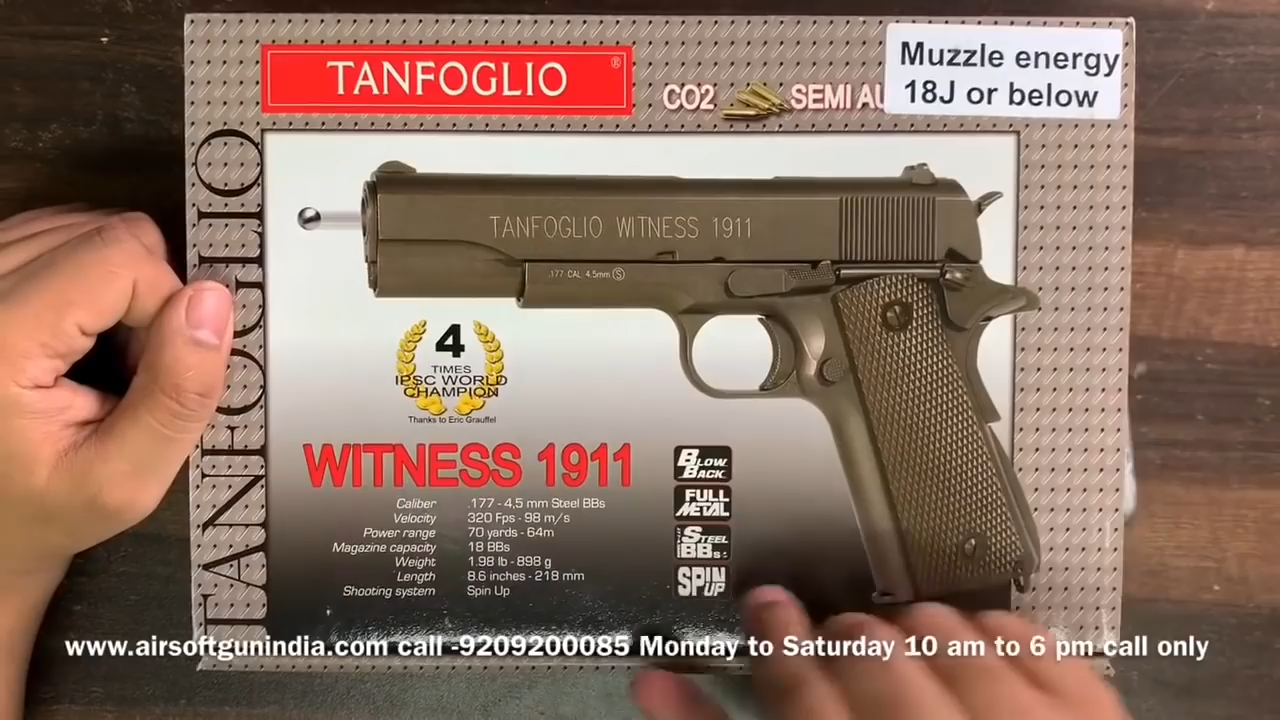 TANFOGLIO ®
CO2 SEMI AU
Muzzle energy
18J or below
TANFOGLIO
TANFOGLIO WITNESS 1911
.177 CAL 4.5mm Ⓢ
4
TIMES
IPSC WORLD
CHAMPION
Thanks to Eric Grauffel
WITNESS 1911
Caliber .177 - 4,5 mm Steel BBs
Velocity 320 Fps - 98 m/s
Power range 70 yards - 64m
Magazine capacity 18 BBs
Weight 1.98 lb - 898 g
Length 8.6 inches - 218 mm
Shooting system Spin Up
BLOW BACK
FULL METAL
STEEL BBs
SPIN UP
www.airsoftgunindia.com call -9209200085 Monday to Saturday 10 am to 6 pm call only